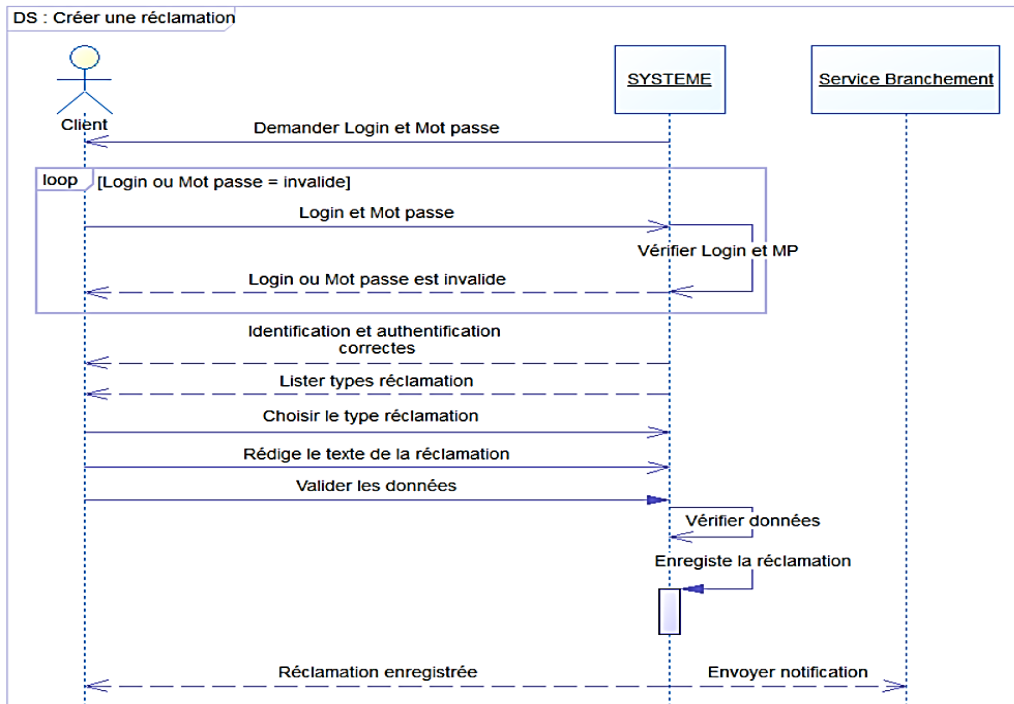 DS : Créer une réclamation
SYSTEME
Service Branchement
Client
Demander Login et Mot passe
loop
[Login ou Mot passe = invalide]
Login et Mot passe
Vérifier Login et MP
Login ou Mot passe est invalide
Identification et authentification
correctes
Lister types réclamation
Choisir le type réclamation
Rédige le texte de la réclamation
Valider les données
Vérifier données
Enregiste la réclamation
Réclamation enregistrée
Envoyer notification